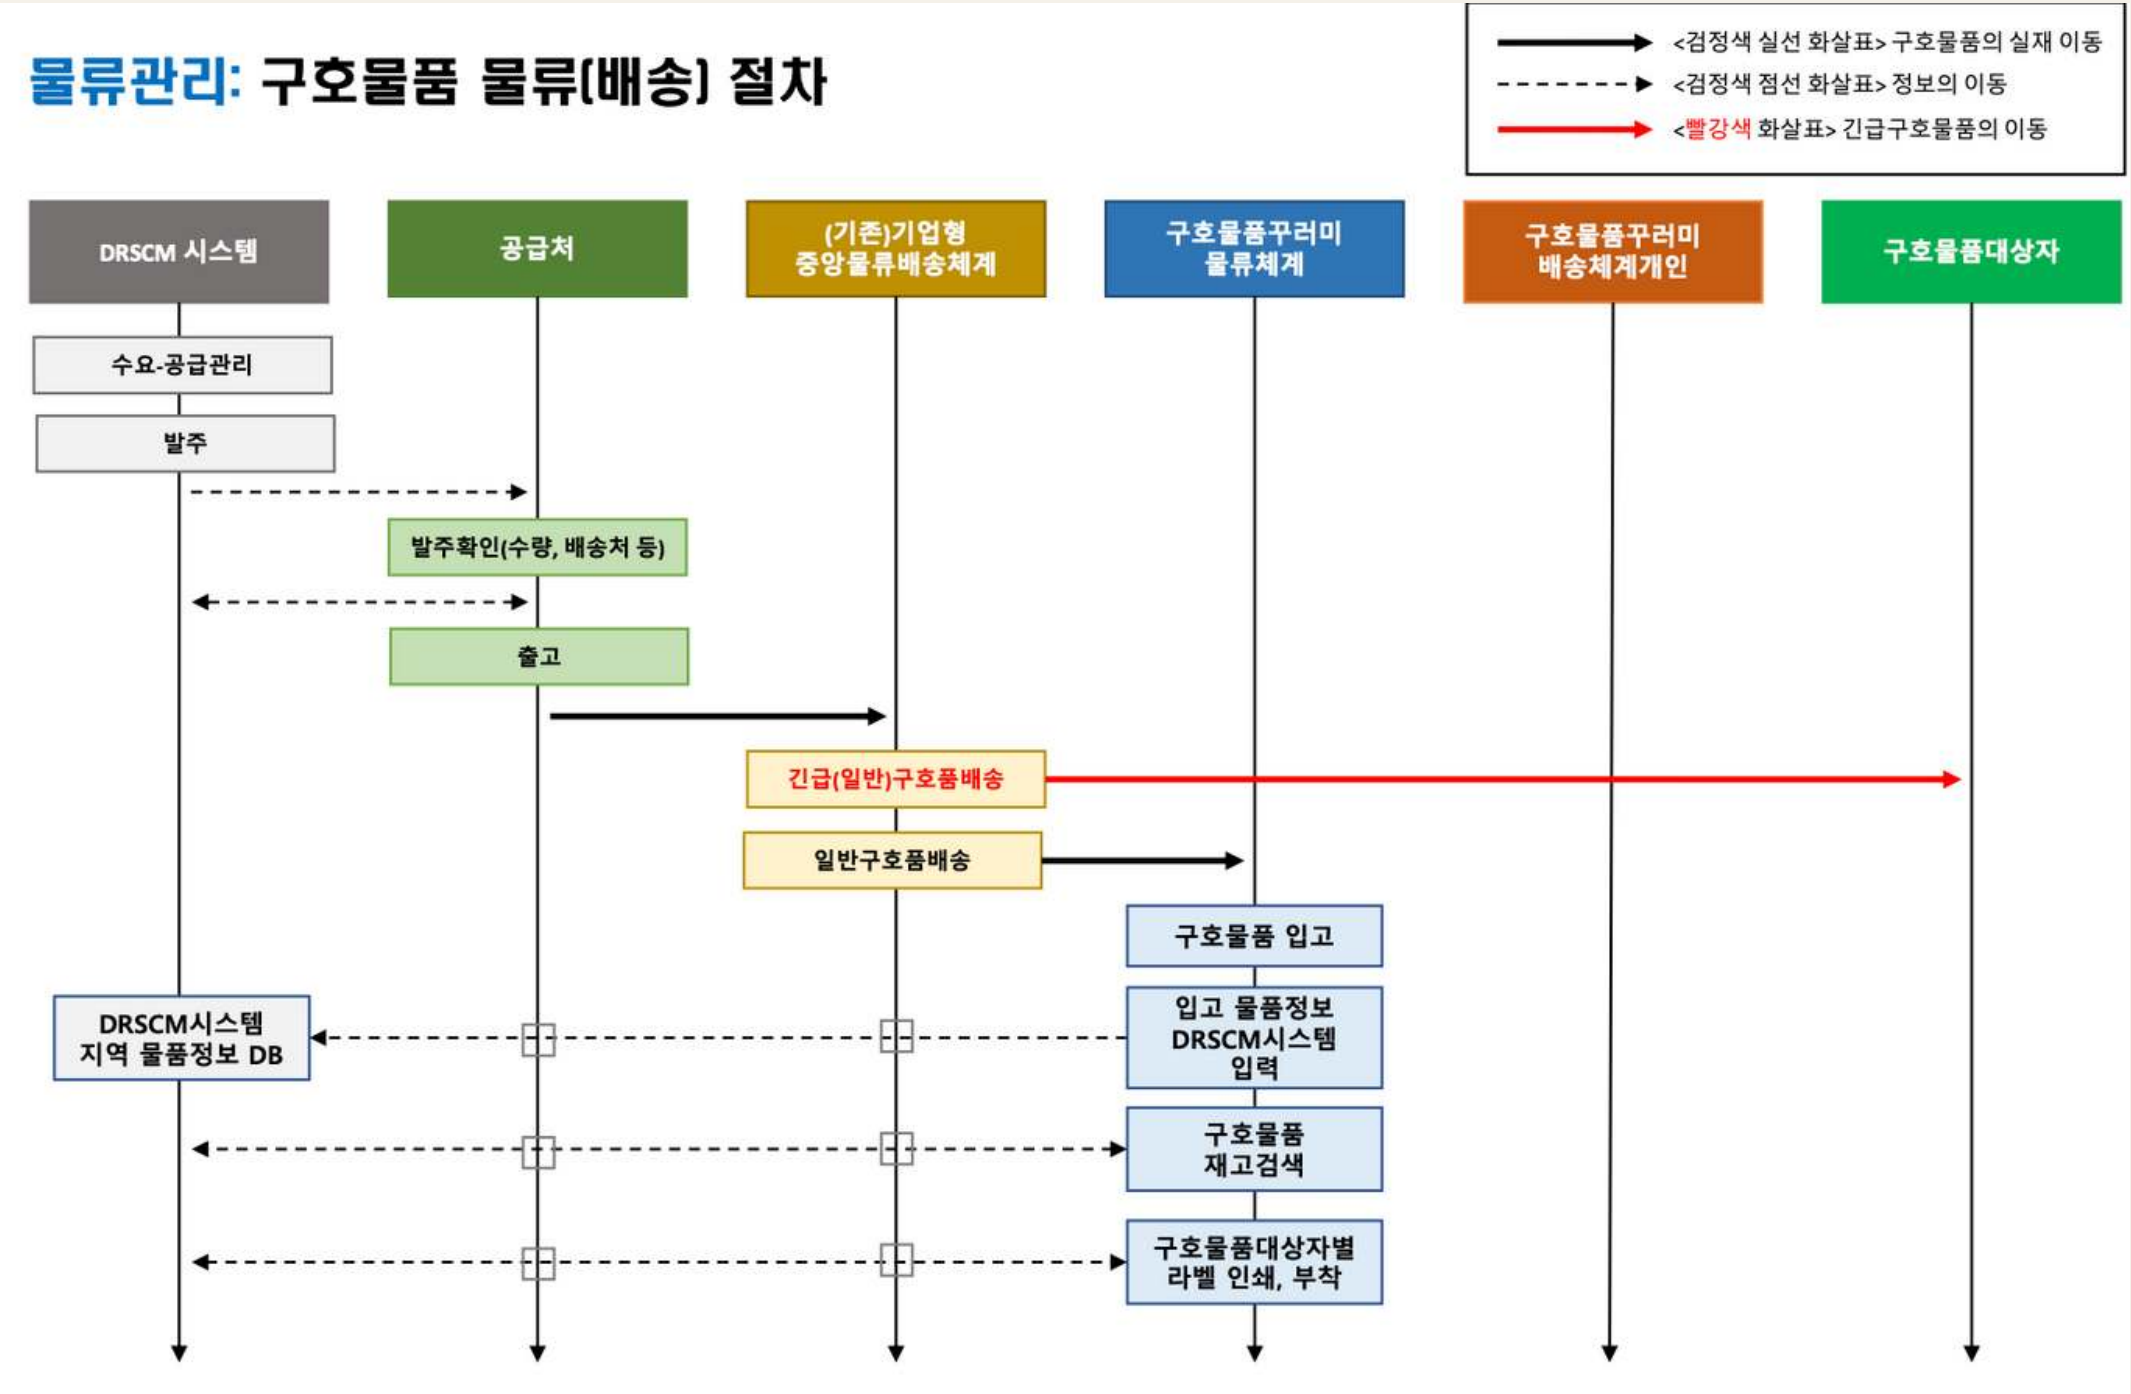 물류관리: 구호물품 물류(배송) 절차
<검정색 실선 화살표> 구호물품의 실재 이동
<검정색 점선 화살표> 정보의 이동
<빨강색 화살표> 긴급구호물품의 이동
DRSCM 시스템
공급처
(기존)기업형
중앙물류배송체계
구호물품꾸러미
물류체계
구호물품꾸러미
배송체계개인
구호물품대상자
수요-공급관리
발주
발주확인(수량, 배송처 등)
출고
긴급(일반)구호품배송
일반구호품배송
구호물품 입고
DRSCM시스템
지역 물품정보 DB
입고 물품정보
DRSCM시스템
입력
구호물품
재고검색
구호물품대상자별
라벨 인쇄, 부착